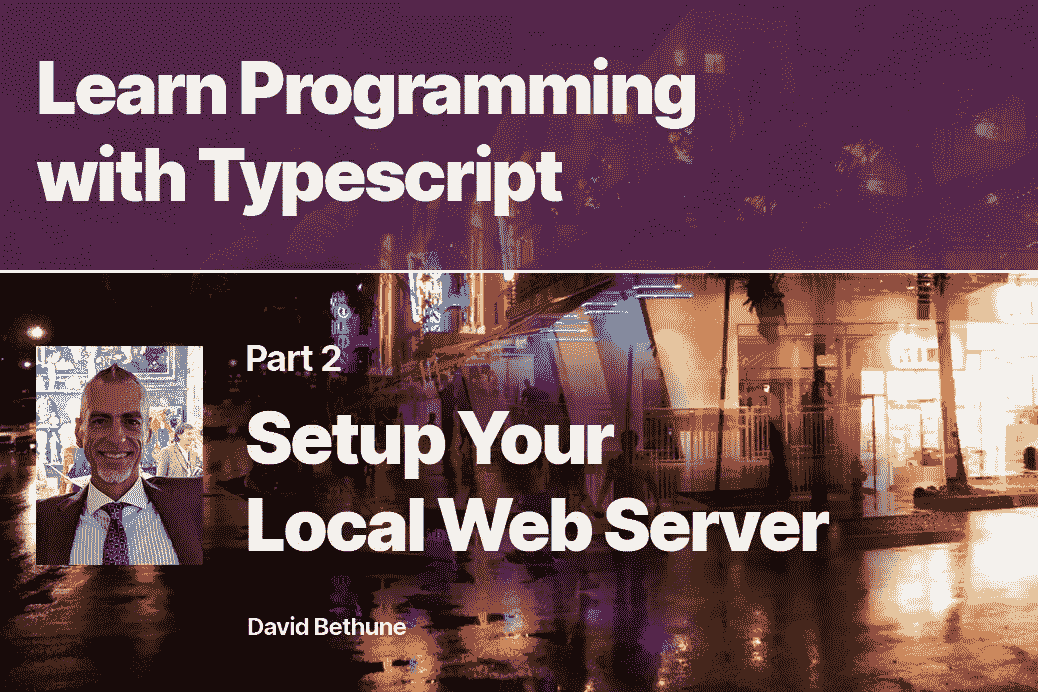 Learn Programming
with Typescript
Part 2
Setup Your
Local Web Server
David Bethune